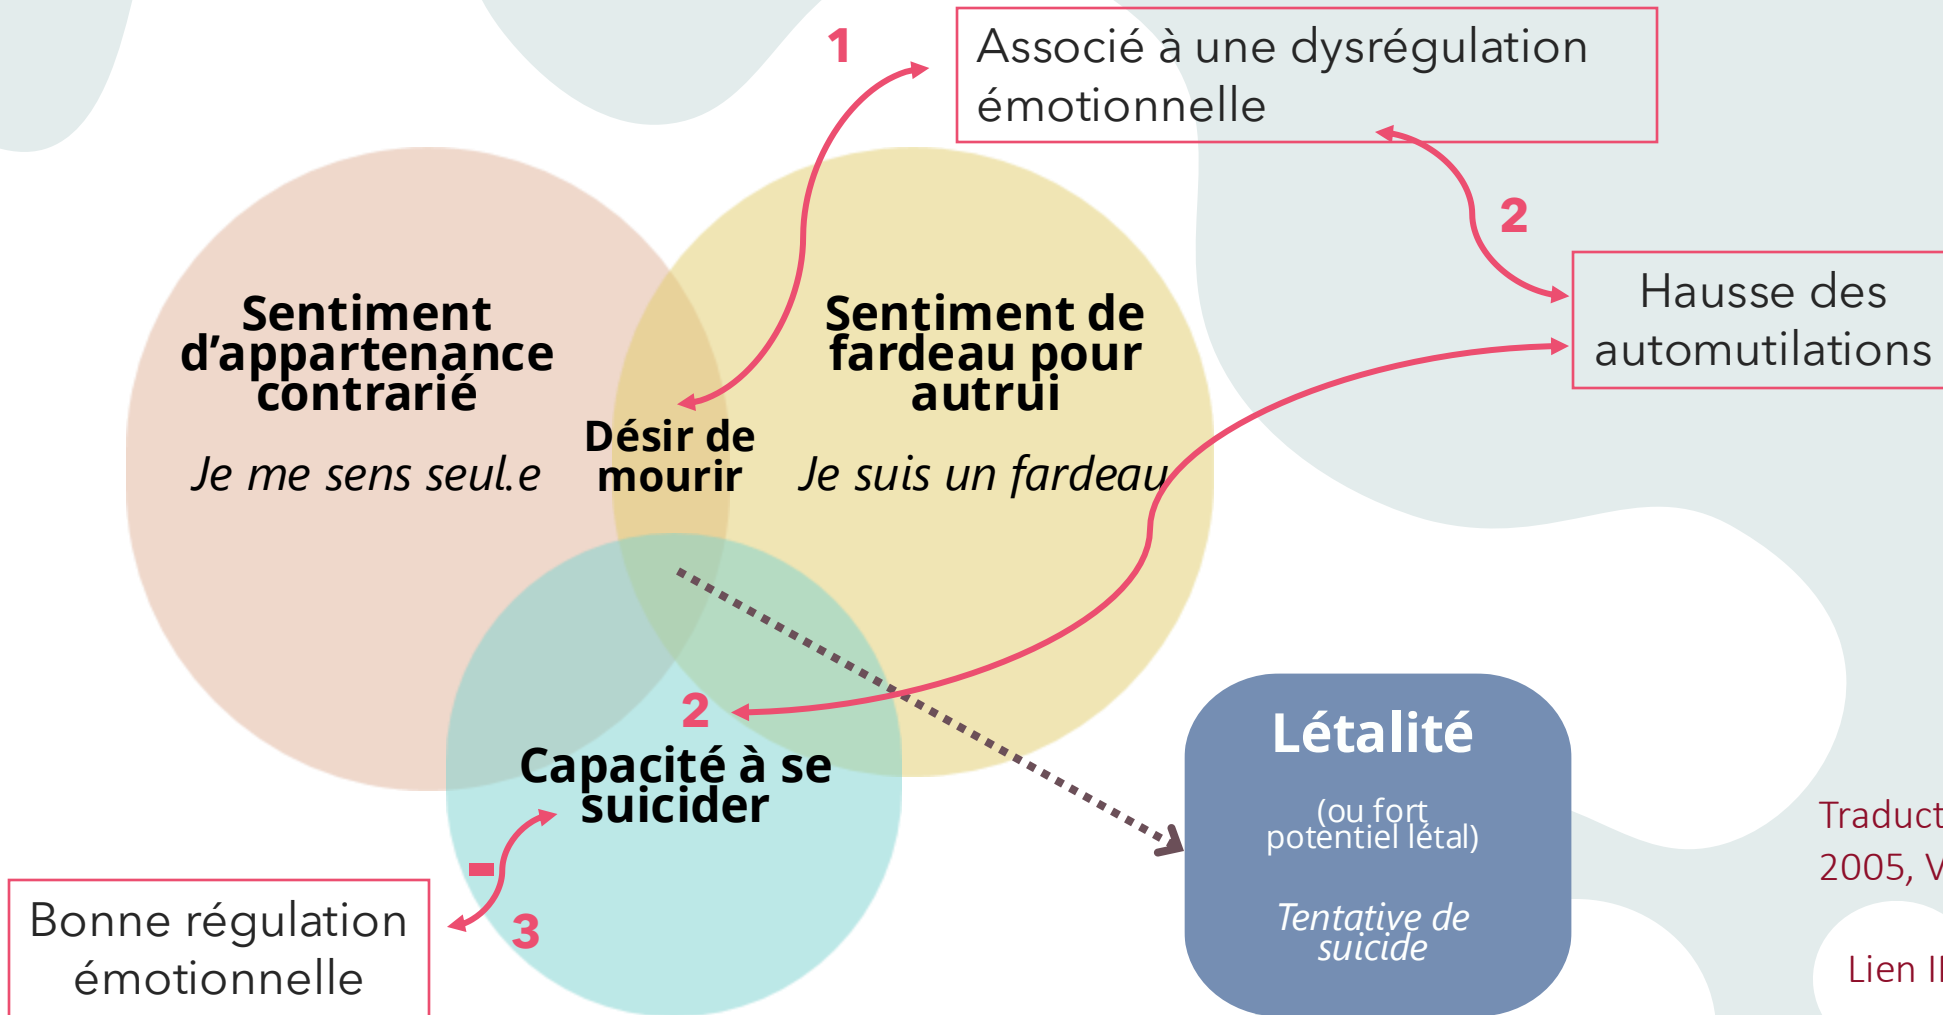 1
Associé à une dysrégulation
émotionnelle
2
Hausse des
automutilations
Sentiment
d'appartenance
contrarié
Je me sens seul.e
Désir de
mourir
Sentiment de
fardeau pour
autrui
Je suis un fardeau
2
Capacité à se
suicider
-
3
Bonne régulation
émotionnelle
Létalité
(ou fort
potentiel létal)
Tentative de
suicide
2005,
Lien